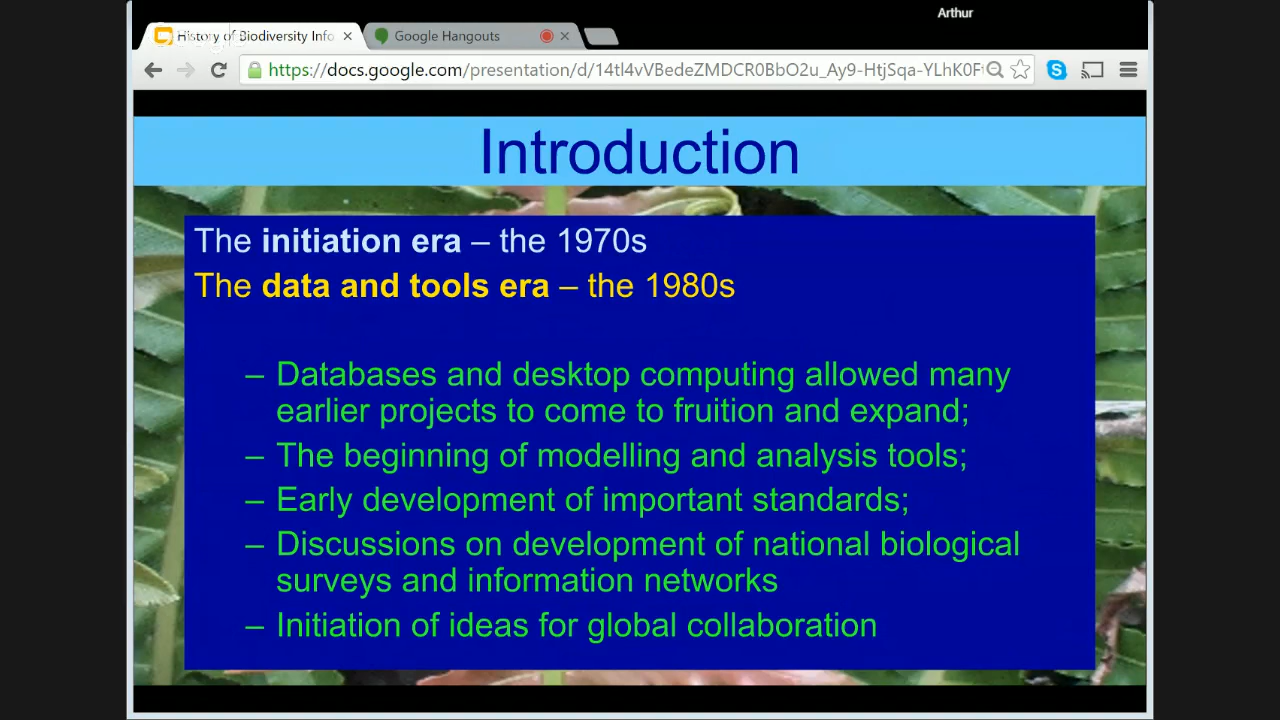 Arthur
History of Biodiversity Info
Google Hangouts
https://docs.google.com/presentation/d/14tl4vVBedeZMDCR0BbO2u_Ay9-HtjSqa-YLhK0F
Introduction
The initiation era – the 1970s
The data and tools era – the 1980s
– Databases and desktop computing allowed many
earlier projects to come to fruition and expand;
– The beginning of modelling and analysis tools;
– Early development of important standards;
– Discussions on development of national biological
surveys and information networks
– Initiation of ideas for global collaboration